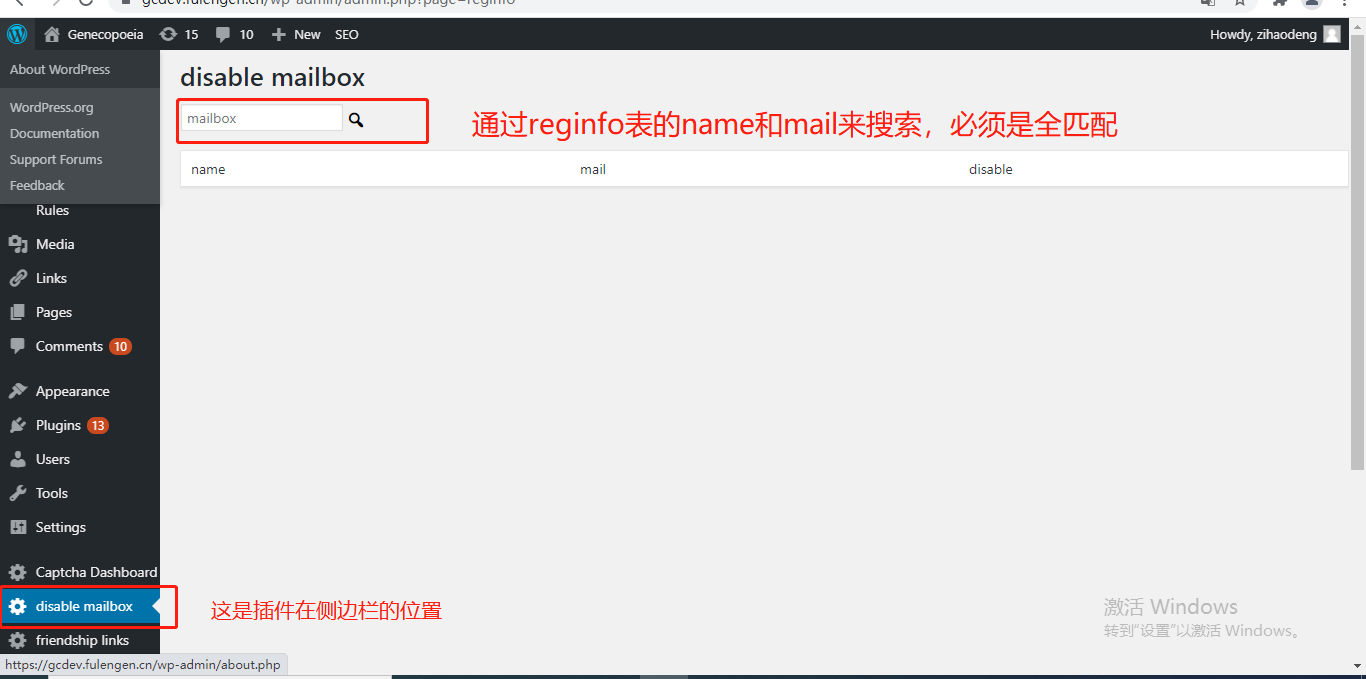 gcdev.fulengen.cn/wp-admin/admin.php?page=reginfo
Genecopoeia 15 10 New SEO Howdy, zihaodeng
About WordPress
WordPress.org
Documentation
Support Forums
Feedback
Rules
Media
Links
Pages
Comments 10
Appearance
Plugins 13
Users
Tools
Settings
Captcha Dashboard
disable mailbox
friendship links
disable mailbox
mailbox
通过reginfo表的name和mail来搜索，必须是全匹配
name mail disable
这是插件在侧边栏的位置
激活 Windows
转到"设置"以激活 Windows。
https://gcdev.fulengen.cn/wp-admin/about.php